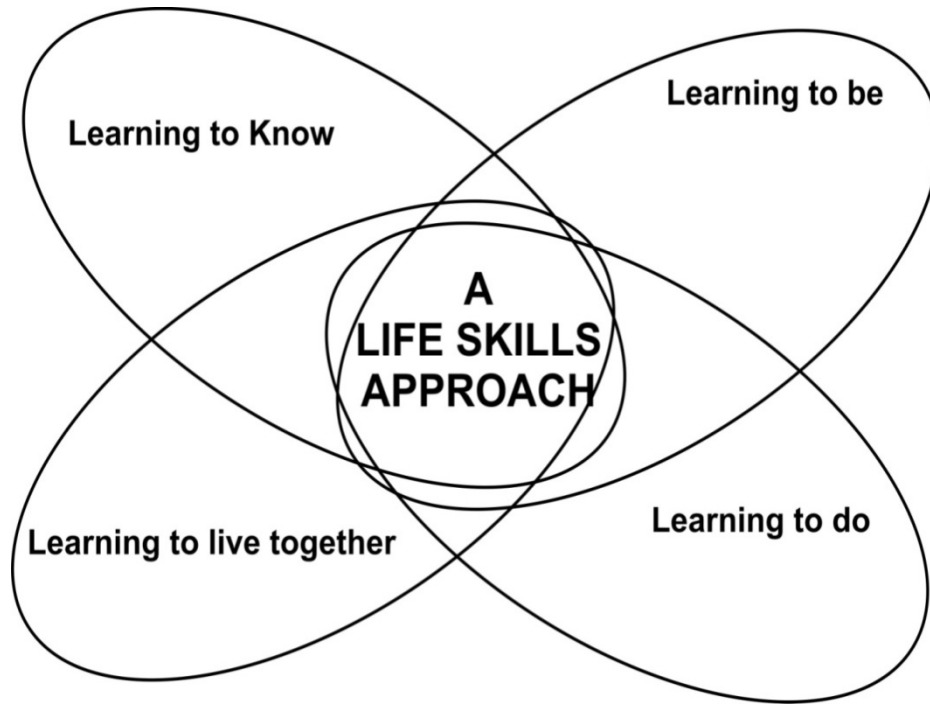 Learning to be
Learning to Know
A
LIFE SKILLS
APPROACH
Learning to do
Learning to live together